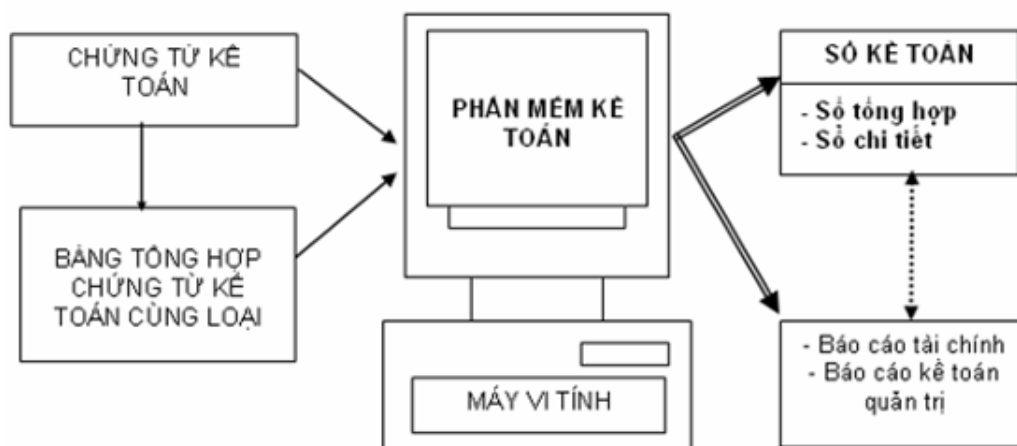 CHỨNG TỪ KẾ
TOÁN
BẢNG TỔNG HỢP
CHỨNG TỪ KẾ
TOÁN CÙNG LOẠI
PHẦN MỀM KẾ
TOÁN
MÁY VI TÍNH
SỔ KẾ TOÁN
- Sổ tổng hợp
- Sổ chi tiết
- Báo cáo tài chính
- Báo cáo kế toán
quản trị